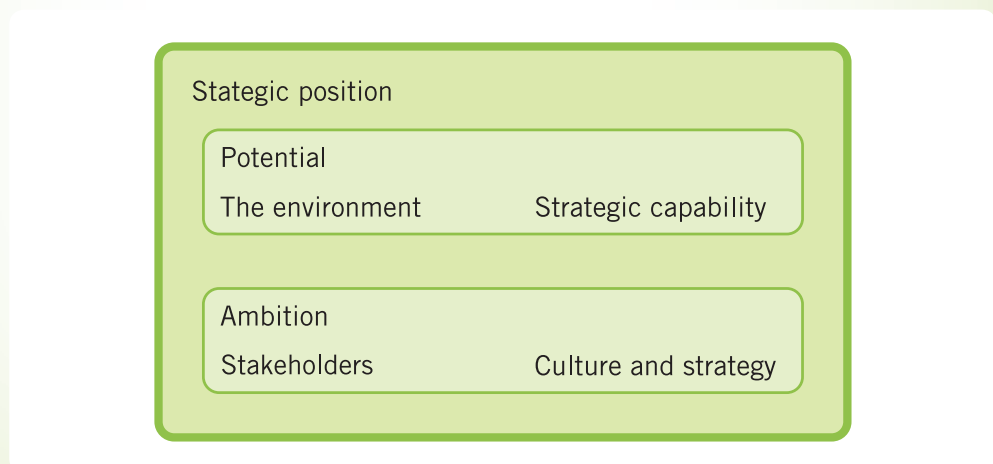 Stategic position
Potential
The environment Strategic capability
Ambition
Stakeholders Culture and strategy